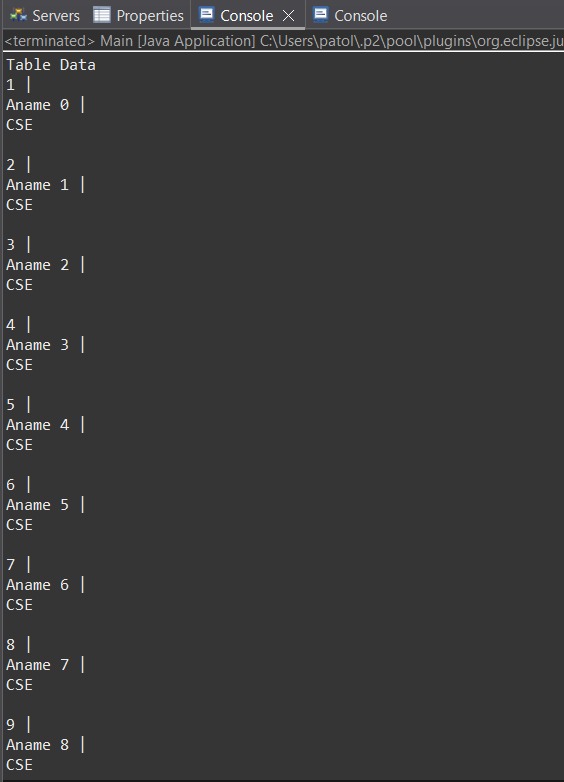 Servers Properties Console Console
<terminated> Main [Java Application] C:\Users\patol\.p2\pool\plugins\org.eclipse.ju
Table Data
1 |
Aname 0 |
CSE
2 |
Aname 1 |
CSE
3 |
Aname 2 |
CSE
4 |
Aname 3 |
CSE
5 |
Aname 4 |
CSE
6 |
Aname 5 |
CSE
7 |
Aname 6 |
CSE
8 |
Aname 7 |
CSE
9 |
Aname 8 |
CSE